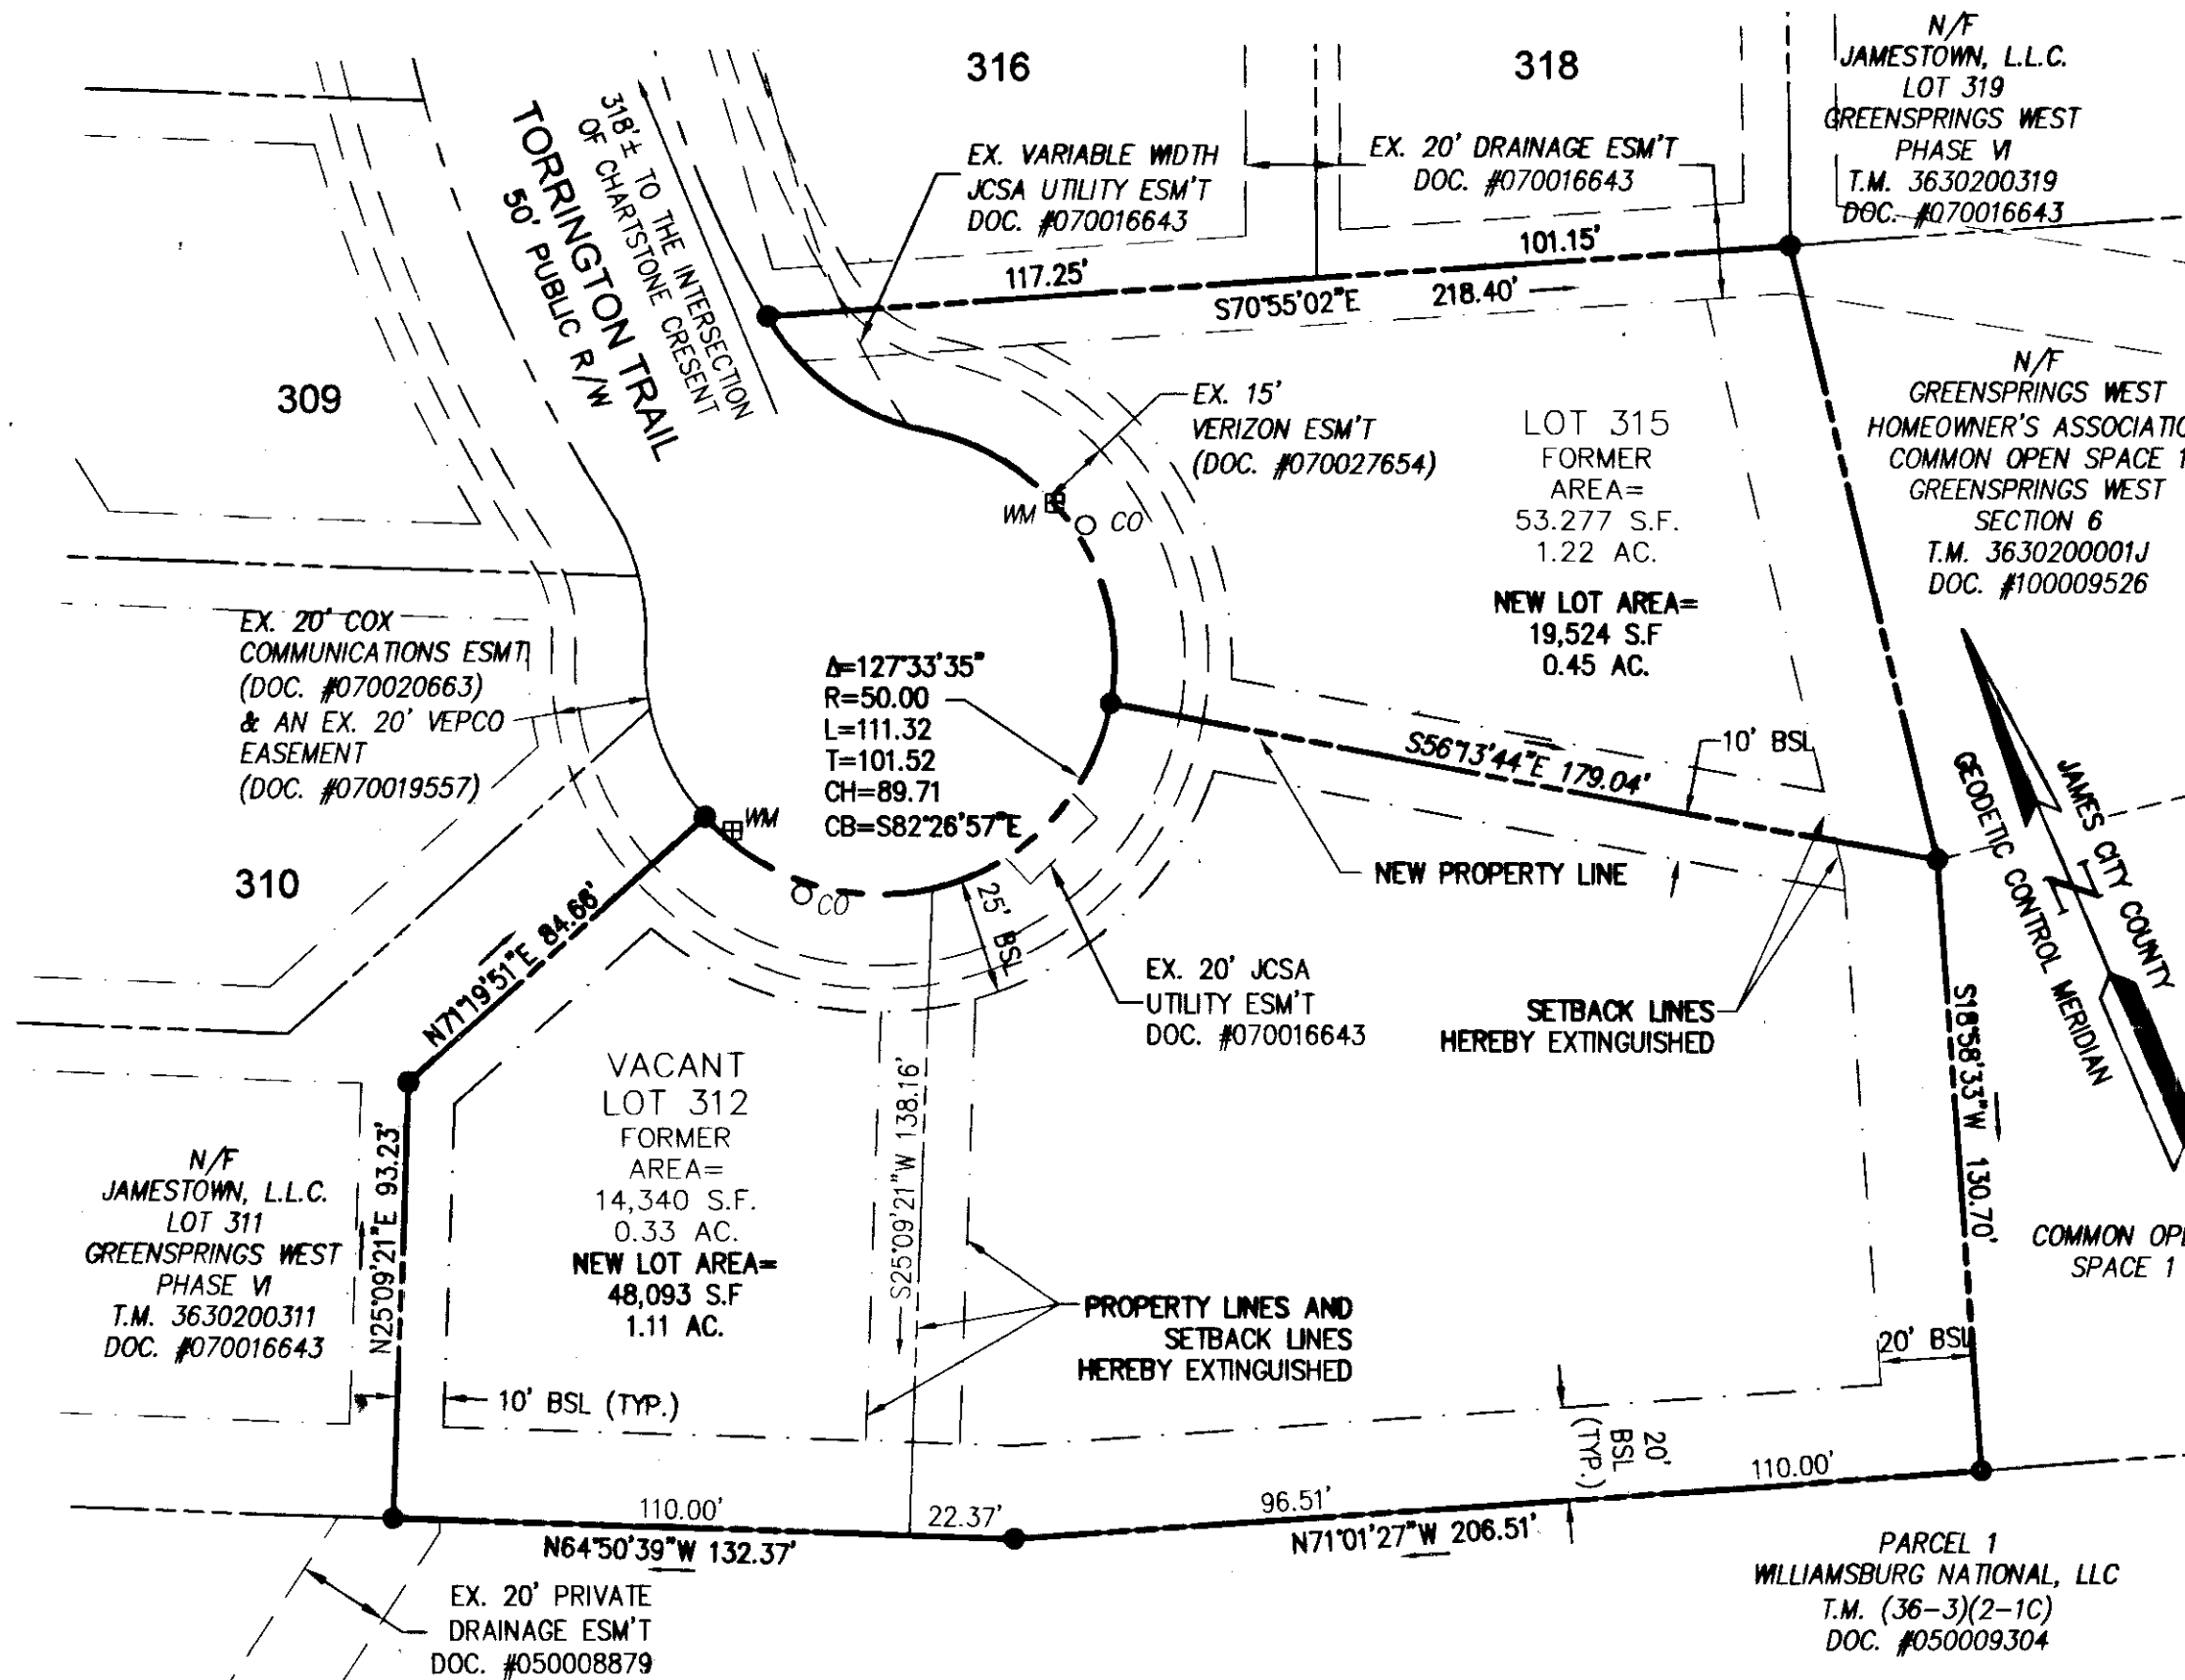 316
318
N/F
JAMESTOWN, L.L.C.
LOT 319
GREENSPRINGS WEST
PHASE VI
T.M. 3630200319
DOC. #070016643
TORRINGTON TRAIL
50' PUBLIC R/W
318'± TO THE INTERSECTION
OF CHARTSTONE CRESENT
EX. VARIABLE WIDTH
JCSA UTILITY ESM'T
DOC. #070016643
EX. 20' DRAINAGE ESM'T
DOC. #070016643
117.25'
101.15'
S70°55'02"E
218.40'
309
EX. 15'
VERIZON ESM'T
(DOC. #070027654)
WM
CO
LOT 315
FORMER
AREA=
53.277 S.F.
1.22 AC.
NEW LOT AREA=
19,524 S.F
0.45 AC.
N/F
GREENSPRINGS WEST
HOMEOWNER'S ASSOCIATIO
COMMON OPEN SPACE 1
GREENSPRINGS WEST
SECTION 6
T.M. 3630200001J
DOC. #100009526
EX. 20' COX
COMMUNICATIONS ESMT
(DOC. #070020663)
& AN EX. 20' VEPCO
EASEMENT
(DOC. #070019557)
Δ=127°33'35"
R=50.00
L=111.32
T=101.52
CH=89.71
CB=S82°26'57"E
S56°13'44"E 179.04'
10' BSL
JAMES CITY COUNTY
GEODETIC CONTROL MERIDIAN
WM
CO
310
N71°19'51"E 84.66'
25' BSL
NEW PROPERTY LINE
EX. 20' JCSA
UTILITY ESM'T
DOC. #070016643
SETBACK LINES
HEREBY EXTINGUISHED
S18°58'33"W 130.70'
VACANT
LOT 312
FORMER
AREA=
14,340 S.F.
0.33 AC.
NEW LOT AREA=
48,093 S.F
1.11 AC.
S25°09'21"W 138.16'
N/F
JAMESTOWN, L.L.C.
LOT 311
GREENSPRINGS WEST
PHASE VI
T.M. 3630200311
DOC. #070016643
N25°09'21"E 93.23'
COMMON OPE
SPACE 1
PROPERTY LINES AND
SETBACK LINES
HEREBY EXTINGUISHED
20' BSL
10' BSL (TYP.)
20'
BSL
(TYP.)
110.00'
22.37'
96.51'
110.00'
N64°50'39"W 132.37'
N71°01'27"W 206.51'
EX. 20' PRIVATE
DRAINAGE ESM'T
DOC. #050008879
PARCEL 1
WILLIAMSBURG NATIONAL, LLC
T.M. (36-3)(2-1C)
DOC. #050009304